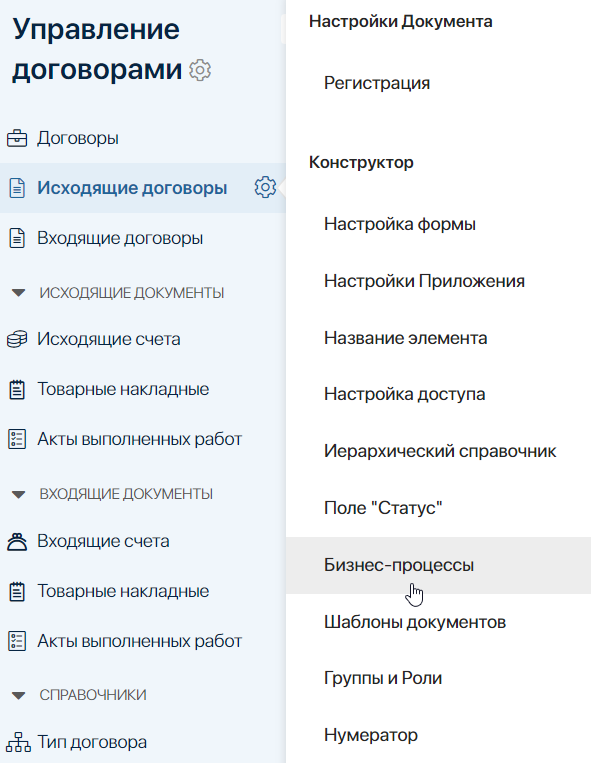 Управление
договорами
Договоры
Исходящие договоры
Входящие договоры
ИСХОДЯЩИЕ ДОКУМЕНТЫ
Исходящие счета
Товарные накладные
Акты выполненных работ
ВХОДЯЩИЕ ДОКУМЕНТЫ
Входящие счета
Товарные накладные
Акты выполненных работ
СПРАВОЧНИКИ
Тип договора
Настройки Документа
Регистрация
Конструктор
Настройка формы
Настройки Приложения
Название элемента
Настройка доступа
Иерархический справочник
Поле "Статус"
Бизнес-процессы
Шаблоны документов
Группы и Роли
Нумератор